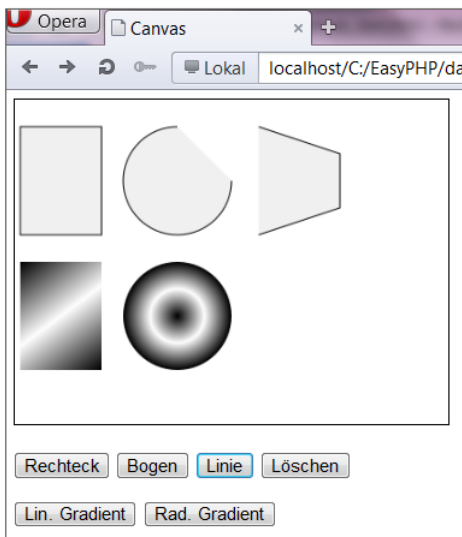 Opera
Canvas
Lokal localhost/C:/EasyPHP/da
Rechteck Bogen Linie Löschen
Lin. Gradient Rad. Gradient